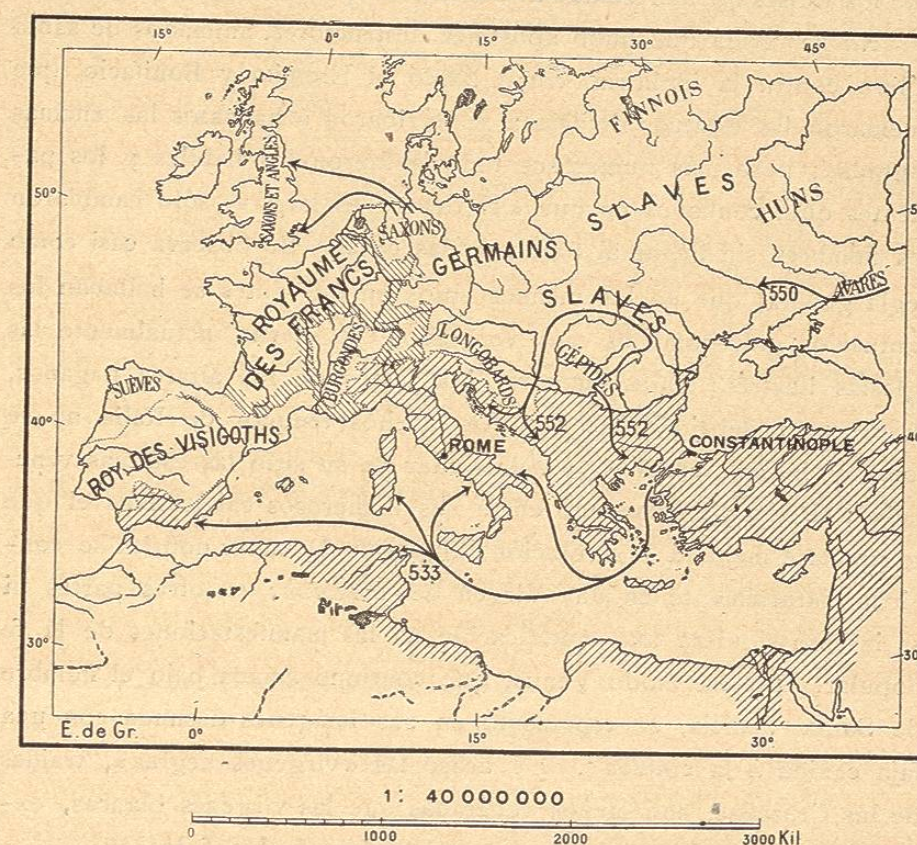 15° 0° 15° 30° 45°
FINNOIS
50°
SAXONS ET ANGLES
SAXONS
SLAVES
HUNS
ROYAUME
DES FRANCS
GERMAINS
SLAVES
550
AVARES
BURGONDES
LONGOBARDS
GÉPIDES
SUÈVES
40°
ROY. DES VISIGOTHS
ROME
552
552
CONSTANTINOPLE
40
533
30°
30°
E. de Gr.
0° 15° 30°
1: 40 000 000
0 1000 2000 3000 Kil